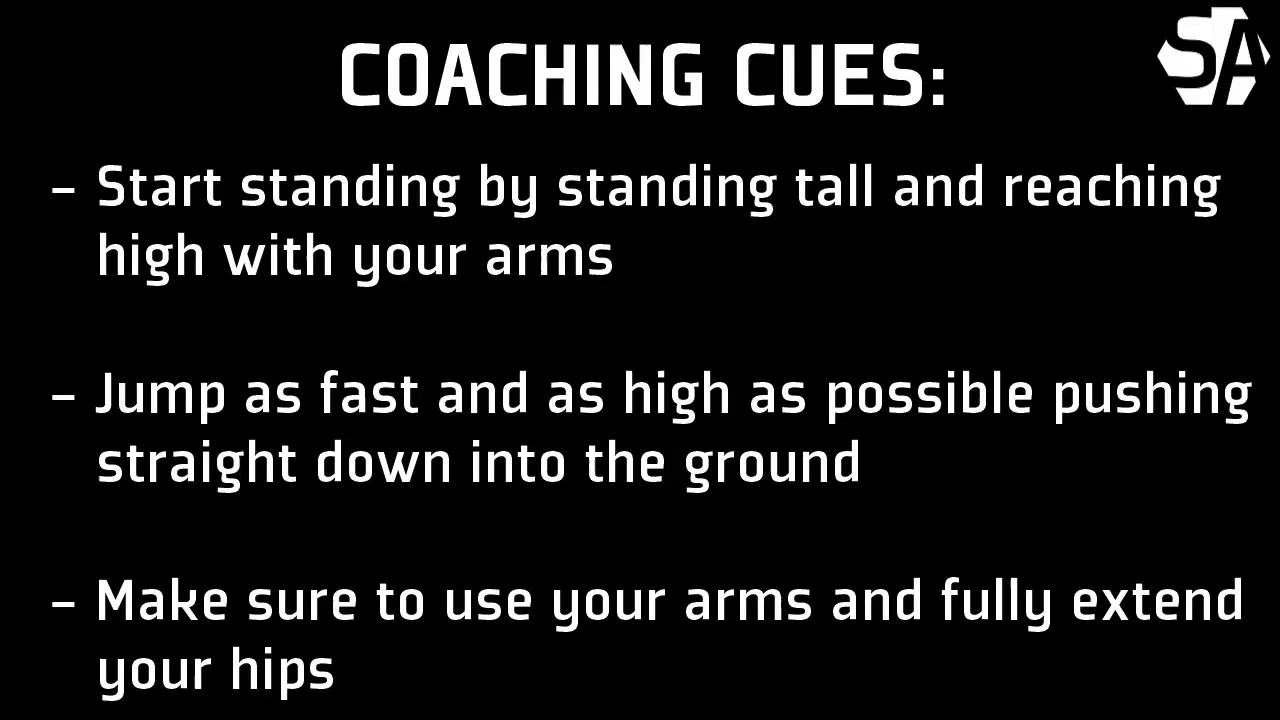 COACHING CUES:
STA
- Start standing by standing tall and reaching
high with your arms
- Jump as fast and as high as possible pushing
straight down into the ground
- Make sure to use your arms and fully extend
your hips